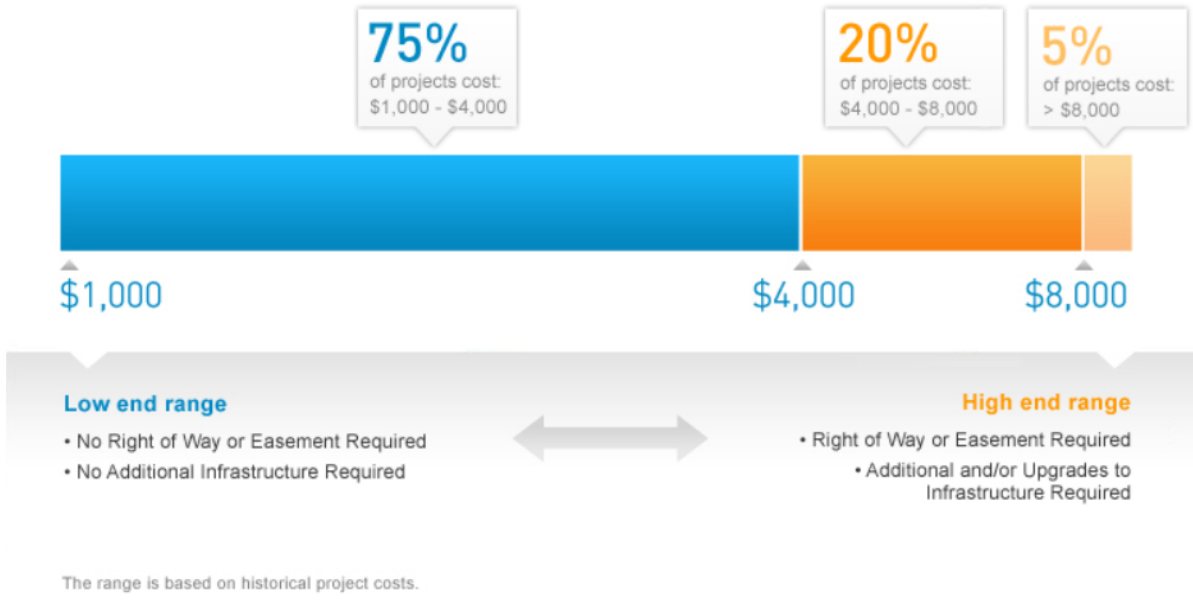 75%
of projects cost:
$1,000 - $4,000
20%
of projects cost:
$4,000 - $8,000
5%
of projects cost:
> $8,000
$1,000
$4,000
$8,000
Low end range
• No Right of Way or Easement Required
• No Additional Infrastructure Required
High end range
• Right of Way or Easement Required
• Additional and/or Upgrades to
Infrastructure Required
The range is based on historical project costs.